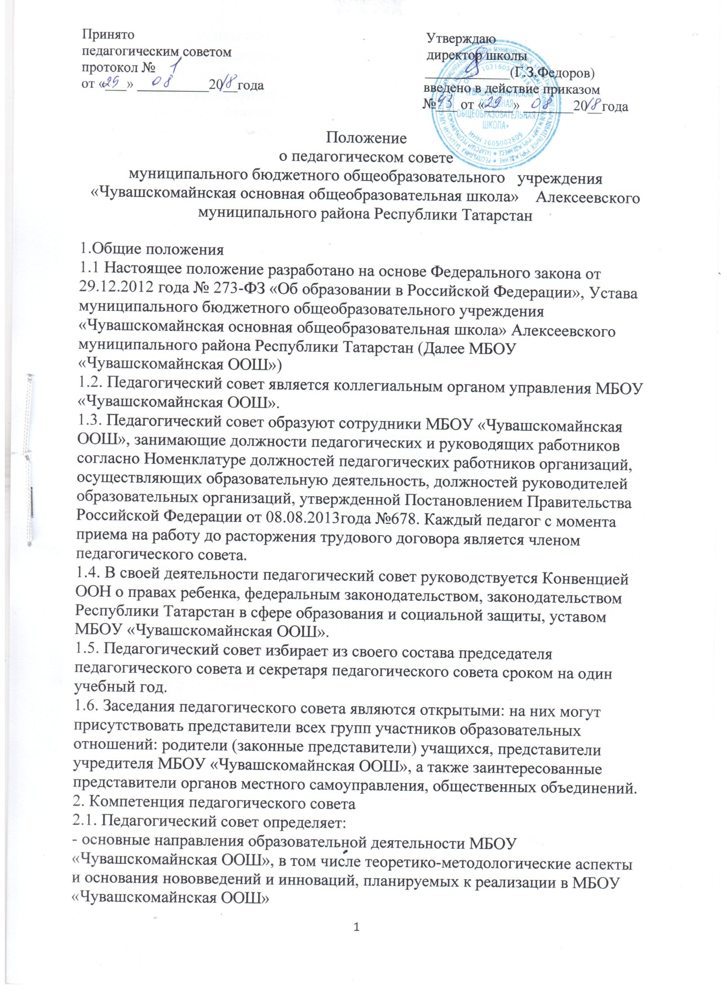 Принято
педагогическим советом
протокол № 1
от «29» 08 2018 года
Утверждаю
директор школы
____________(Г.З.Федоров)
введено в действие приказом
№ 43 от «29» 08 2018 года
ОСНОВНАЯ
ОБЩЕОБРАЗОВАТЕЛЬНАЯ
ШКОЛА»
ИНН 1605002809
Положение
о педагогическом совете
муниципального бюджетного общеобразовательного учреждения
«Чувашскомайнская основная общеобразовательная школа» Алексеевского
муниципального района Республики Татарстан
1.Общие положения
1.1 Настоящее положение разработано на основе Федерального закона от
29.12.2012 года № 273-ФЗ «Об образовании в Российской Федерации», Устава
муниципального бюджетного общеобразовательного учреждения
«Чувашскомайнская основная общеобразовательная школа» Алексеевского
муниципального района Республики Татарстан (Далее МБОУ
«Чувашскомайнская ООШ»)
1.2. Педагогический совет является коллегиальным органом управления МБОУ
«Чувашскомайнская ООШ».
1.3. Педагогический совет образуют сотрудники МБОУ «Чувашскомайнская
ООШ», занимающие должности педагогических и руководящих работников
согласно Номенклатуре должностей педагогических работников организаций,
осуществляющих образовательную деятельность, должностей руководителей
образовательных организаций, утвержденной Постановлением Правительства
Российской Федерации от 08.08.2013года №678. Каждый педагог с момента
приема на работу до расторжения трудового договора является членом
педагогического совета.
1.4. В своей деятельности педагогический совет руководствуется Конвенцией
ООН о правах ребенка, федеральным законодательством, законодательством
Республики Татарстан в сфере образования и социальной защиты, уставом
МБОУ «Чувашскомайнская ООШ».
1.5. Педагогический совет избирает из своего состава председателя
педагогического совета и секретаря педагогического совета сроком на один
учебный год.
1.6. Заседания педагогического совета являются открытыми: на них могут
присутствовать представители всех групп участников образовательных
отношений: родители (законные представители) учащихся, представители
учредителя МБОУ «Чувашскомайнская ООШ», а также заинтересованные
представители органов местного самоуправления, общественных объединений.
2. Компетенция педагогического совета
2.1. Педагогический совет определяет:
- основные направления образовательной деятельности МБОУ
«Чувашскомайнская ООШ», в том числе теоретико-методологические аспекты
и основания нововведений и инноваций, планируемых к реализации в МБОУ
«Чувашскомайнская ООШ»
1